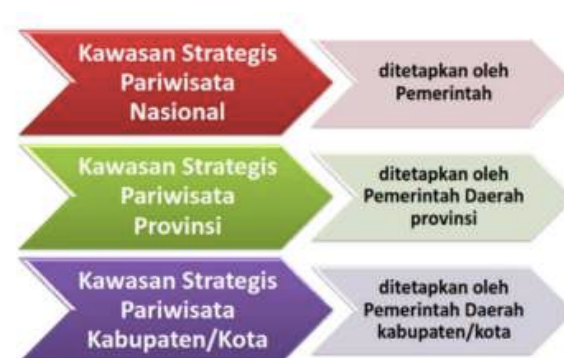 Kawasan Strategis
Pariwisata
Nasional
ditetapkan oleh
Pemerintah
Kawasan Strategis
Pariwisata
Provinsi
ditetapkan oleh
Pemerintah Daerah
provinsi
Kawasan Strategis
Pariwisata
Kabupaten/Kota
ditetapkan oleh
Pemerintah Daerah
kabupaten/kota